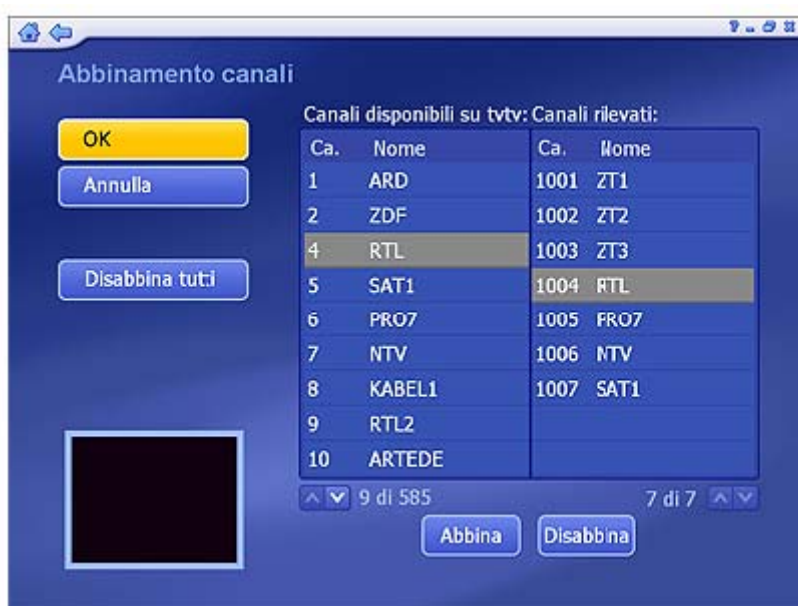 Abbinamento canali
OK
Annulla
Disabbina tutti
Canali disponibili su tvtv: Canali rilevati:
Ca. Nome Ca. Nome
1 ARD 1001 ZT1
2 ZDF 1002 ZT2
4 RTL 1003 ZT3
5 SAT1 1004 RTL
6 PRO7 1005 PRO7
7 NTV 1006 NTV
8 KABEL1 1007 SAT1
9 RTL2
10 ARTEDE
9 di 585 7 di 7
Abbina Disabbina